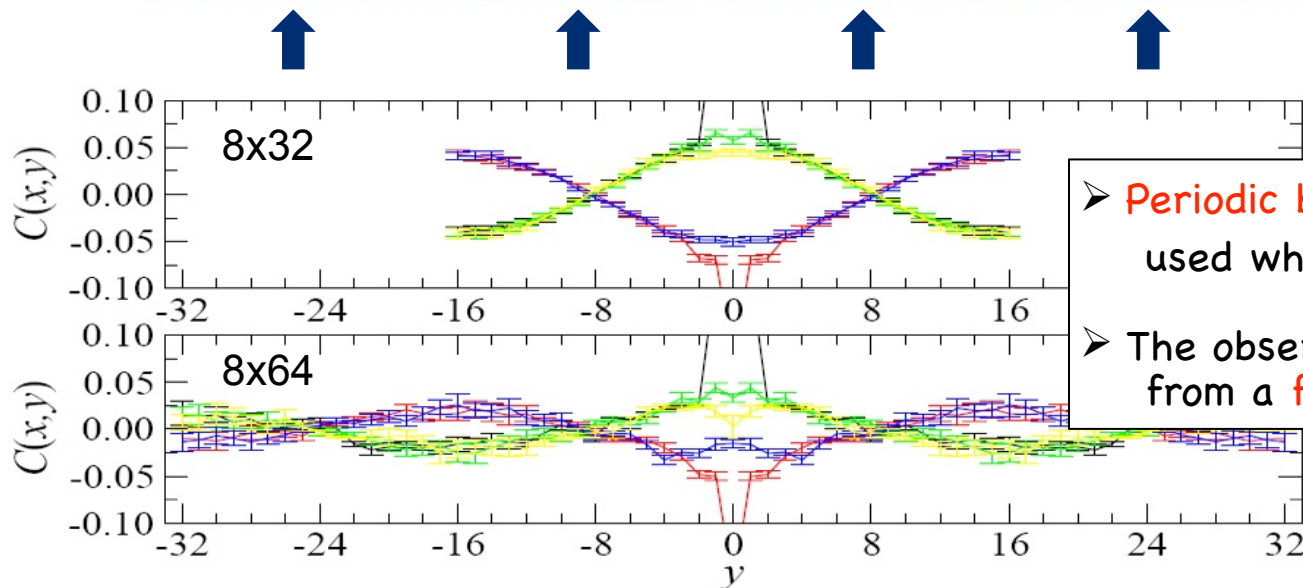 C(x,y)
0.10
0.05
0.00
-0.05
-0.10
8x32
-32 -24 -16 -8 0 8 16
C(x,y)
0.10
0.05
0.00
-0.05
-0.10
8x64
-32 -24 -16 -8 0 8 16 24 32
y
➢ Periodic
used
➢ The
from a